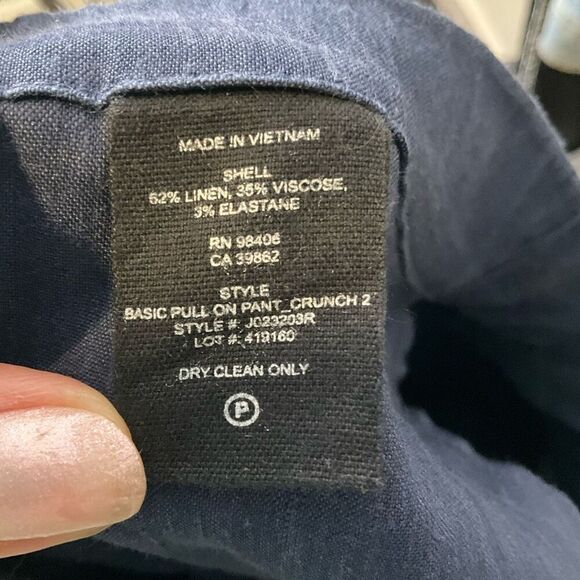 MADE IN VIETNAM
SHELL
62% LINEN, 35% VISCOSE,
3% ELASTANE
RN 98406
CA 39862
STYLE
BASIC PULL ON PANT_CRUNCH 2
STYLE #: J023203R
LOT #: 419160
DRY CLEAN ONLY
P